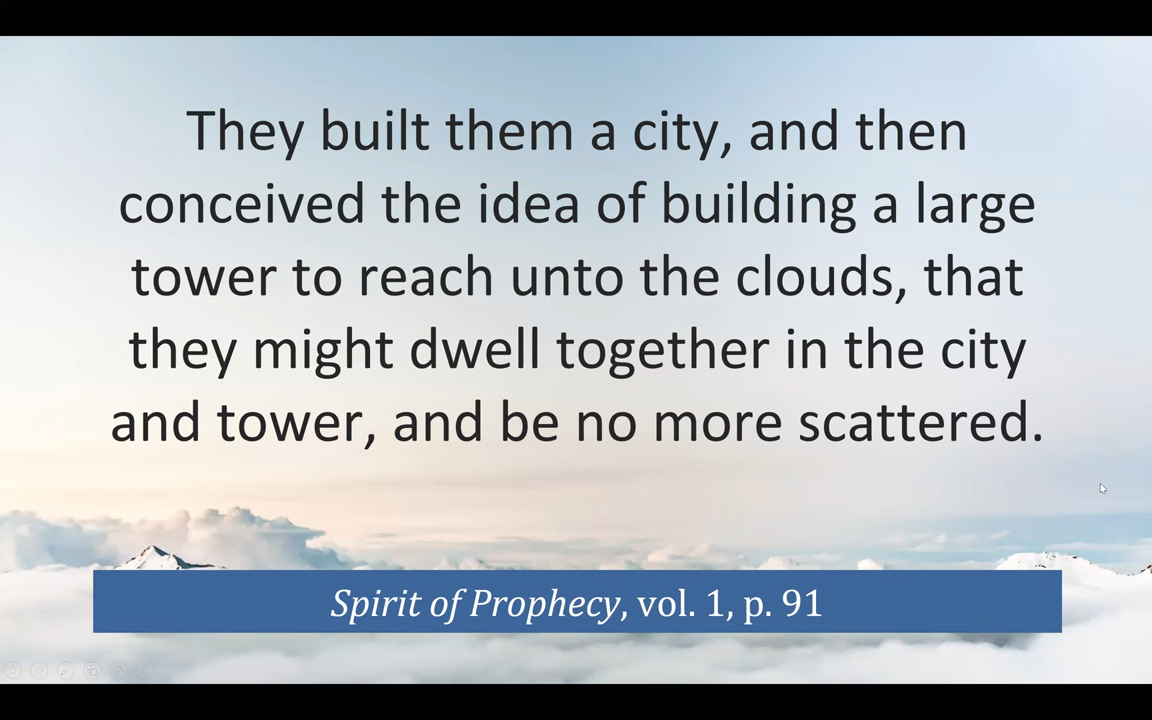 They built them a city, and then
conceived the idea of building a large
tower to reach unto the clouds, that
they might dwell together in the city
and tower, and be no more scattered.
Spirit of Prophecy, vol. 1, p. 91